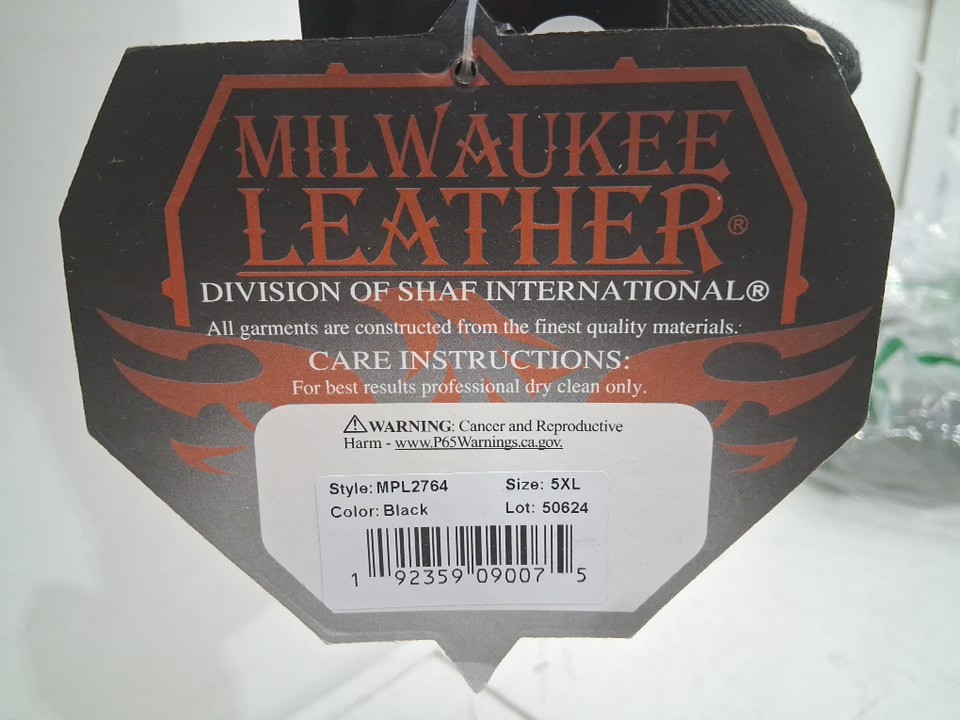 MILWAUKEE
LEATHER®
DIVISION OF SHAF INTERNATIONAL®
All garments are constructed from the finest quality materials.
CARE INSTRUCTIONS:
For best results professional dry clean only.
⚠WARNING: Cancer and Reproductive
Harm - www.P65Warnings.ca.gov.
Style: MPL2764 Size: 5XL
Color: Black Lot: 50624
1 92359 09007 5